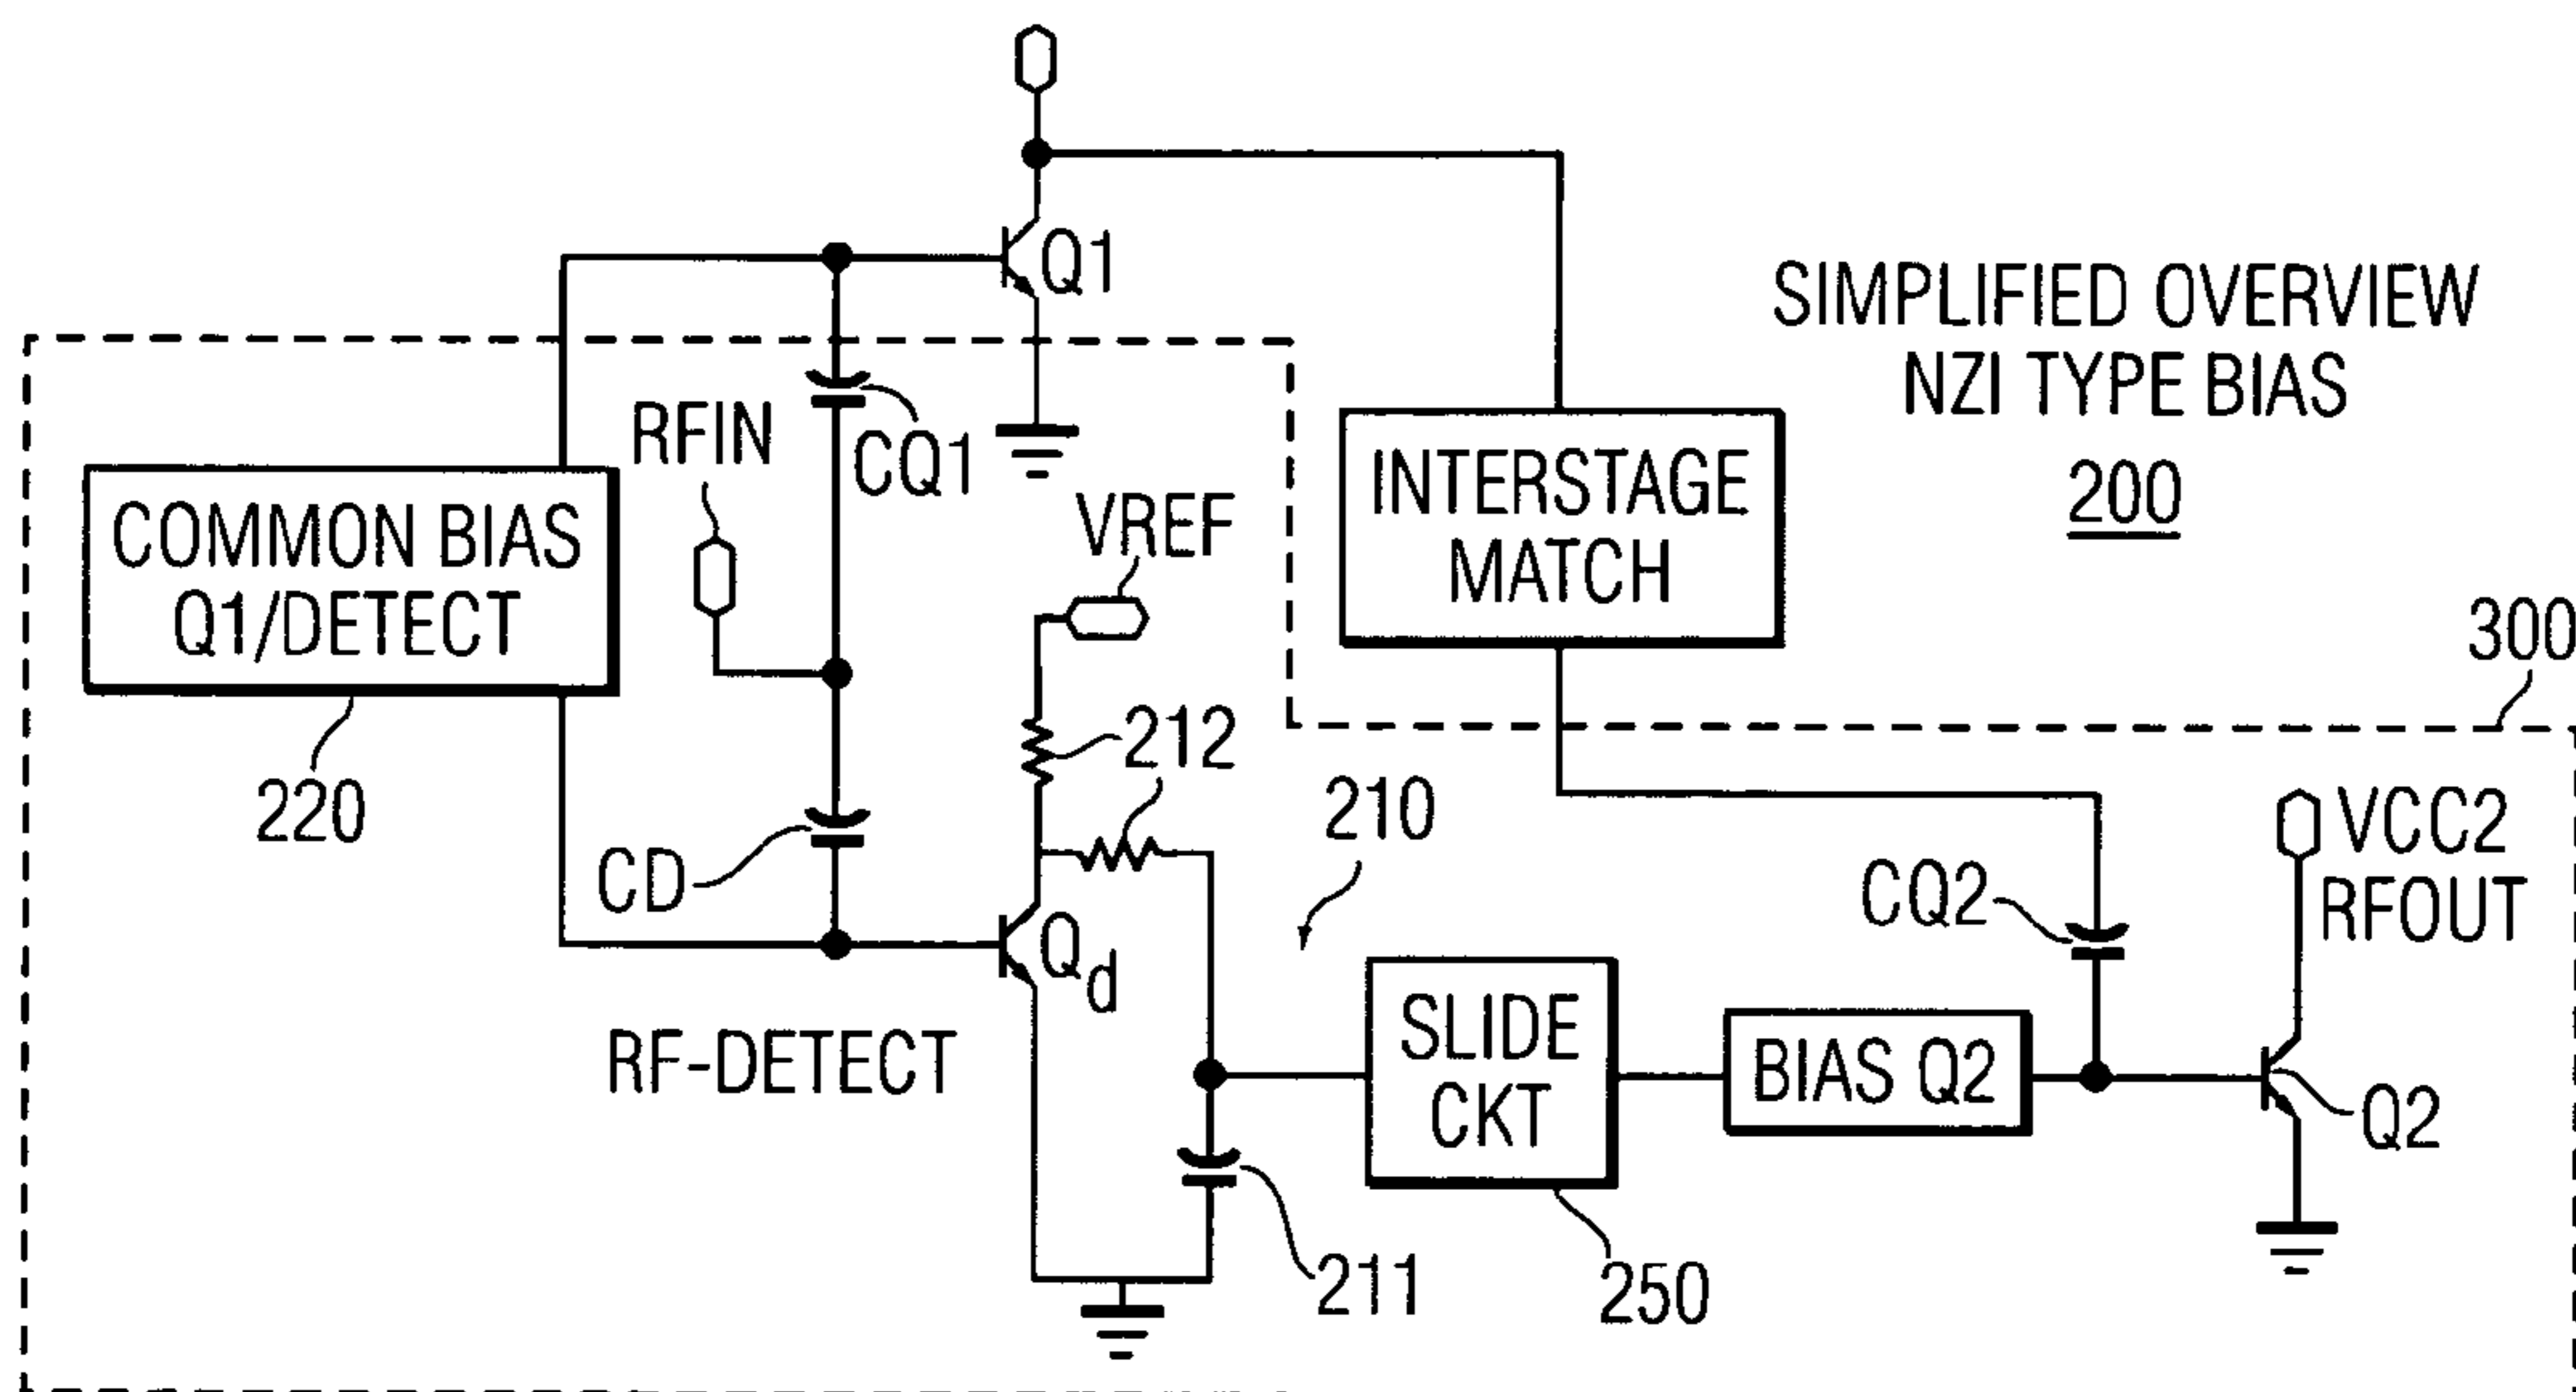 Q1
SIMPLIFIED OVERVIEW
NZI TYPE BIAS
200
RFIN
CQ1
COMMON BIAS
Q1/DETECT
INTERSTAGE
MATCH
VREF
300
220
212
210
CD
VCC2
RFOUT
CQ2
Qd
RF-DETECT
SLIDE
CKT
BIAS Q2
Q2
211
250